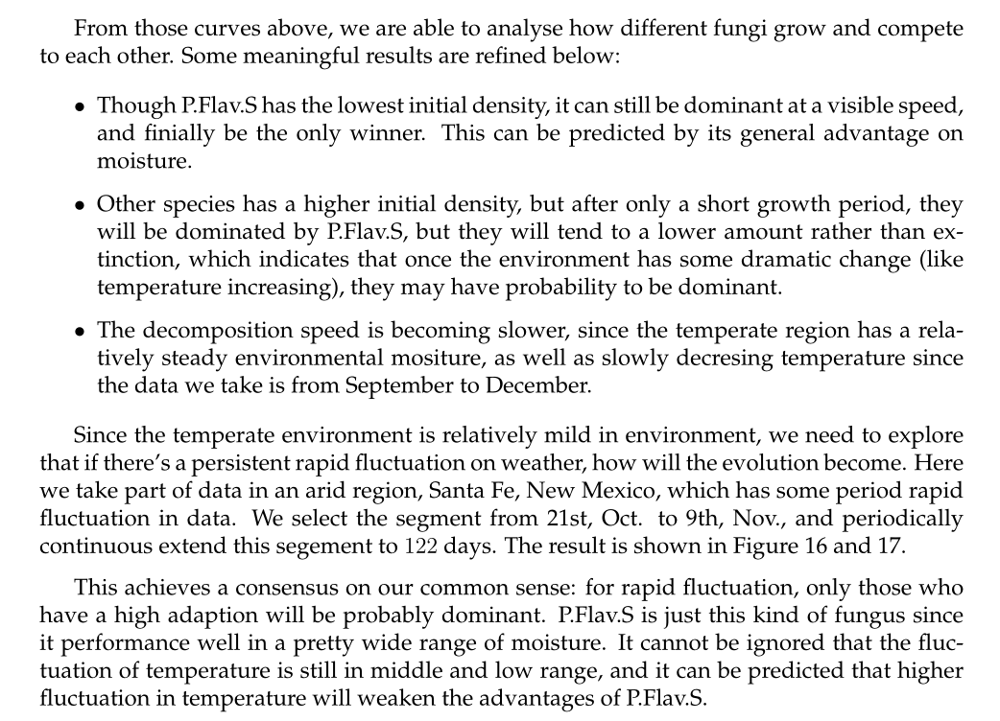 From those curves above, we are able to analyse how different fungi grow and compete
to each other. Some meaningful results are refined below:
• Though P.Flav.S has the lowest initial density, it can still be dominant at a visible speed,
and finially be the only winner. This can be predicted by its general advantage on
moisture.
• Other species has a higher initial density, but after only a short growth period, they
will be dominated by P.Flav.S, but they will tend to a lower amount rather than ex-
tinction, which indicates that once the environment has some dramatic change (like
temperature increasing), they may have probability to be dominant.
• The decomposition speed is becoming slower, since the temperate region has a rela-
tively steady environmental mositure, as well as slowly decresing temperature since
the data we take is from September to December.
Since the temperate environment is relatively mild in environment, we need to explore
that if there's a persistent rapid fluctuation on weather, how will the evolution become. Here
we take part of data in an arid region, Santa Fe, New Mexico, which has some period rapid
fluctuation in data. We select the segment from 21st, Oct. to 9th, Nov., and periodically
continuous extend this segement to 122 days. The result is shown in Figure 16 and 17.
This achieves a consensus on our common sense: for rapid fluctuation, only those who
have a high adaption will be probably dominant. P.Flav.S is just this kind of fungus since
it performance well in a pretty wide range of moisture. It cannot be ignored that the fluc-
tuation of temperature is still in middle and low range, and it can be predicted that higher
fluctuation in temperature will weaken the advantages of P.Flav.S.